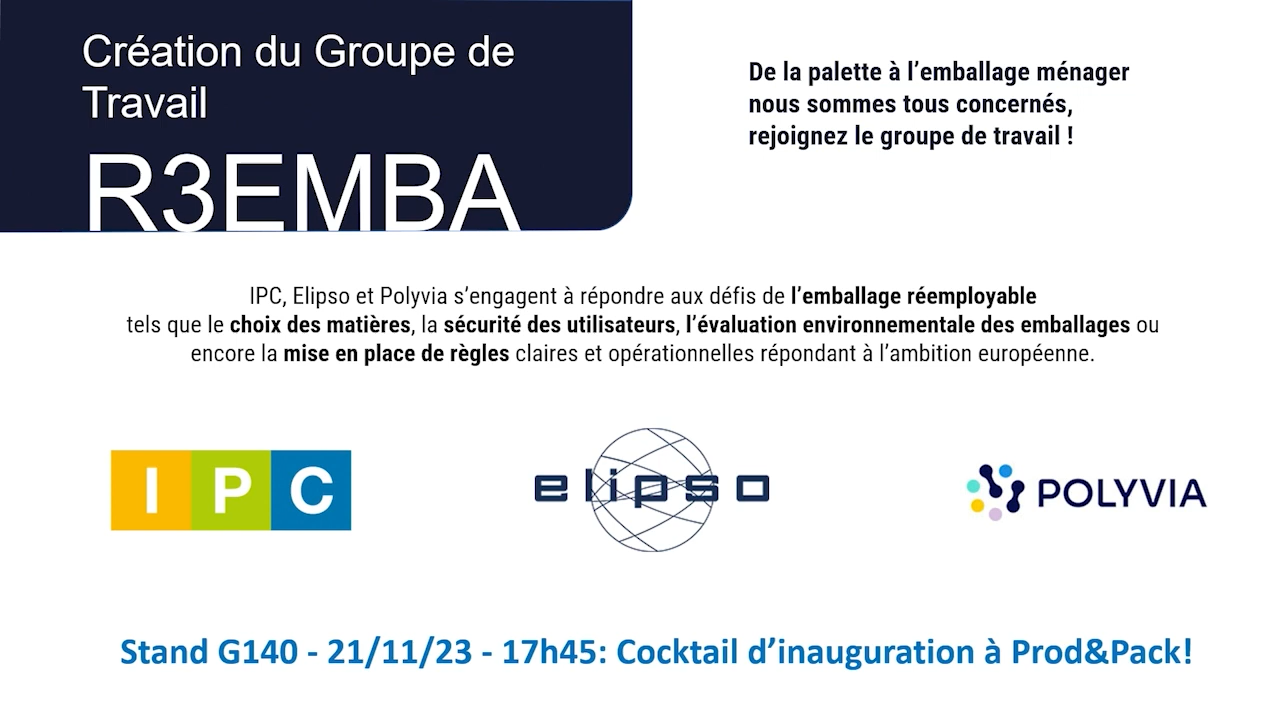 Création du Groupe de
Travail
R3EMBA
De la palette à l’emballage ménager
nous sommes tous concernés,
rejoignez le groupe de travail !
IPC, Elipso et Polyvia s’engagent à répondre aux défis de l’emballage réemployable
tels que le choix des matières, la sécurité des utilisateurs, l’évaluation environnementale des emballages ou
encore la mise en place de règles claires et opérationnelles répondant à l’ambition européenne.
IPC
elipso
POLYVIA
Stand G140 - 21/11/23 - 17h45: Cocktail d’inauguration à Prod&Pack!